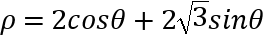 ρ = 2cosθ + 2√3sinθ